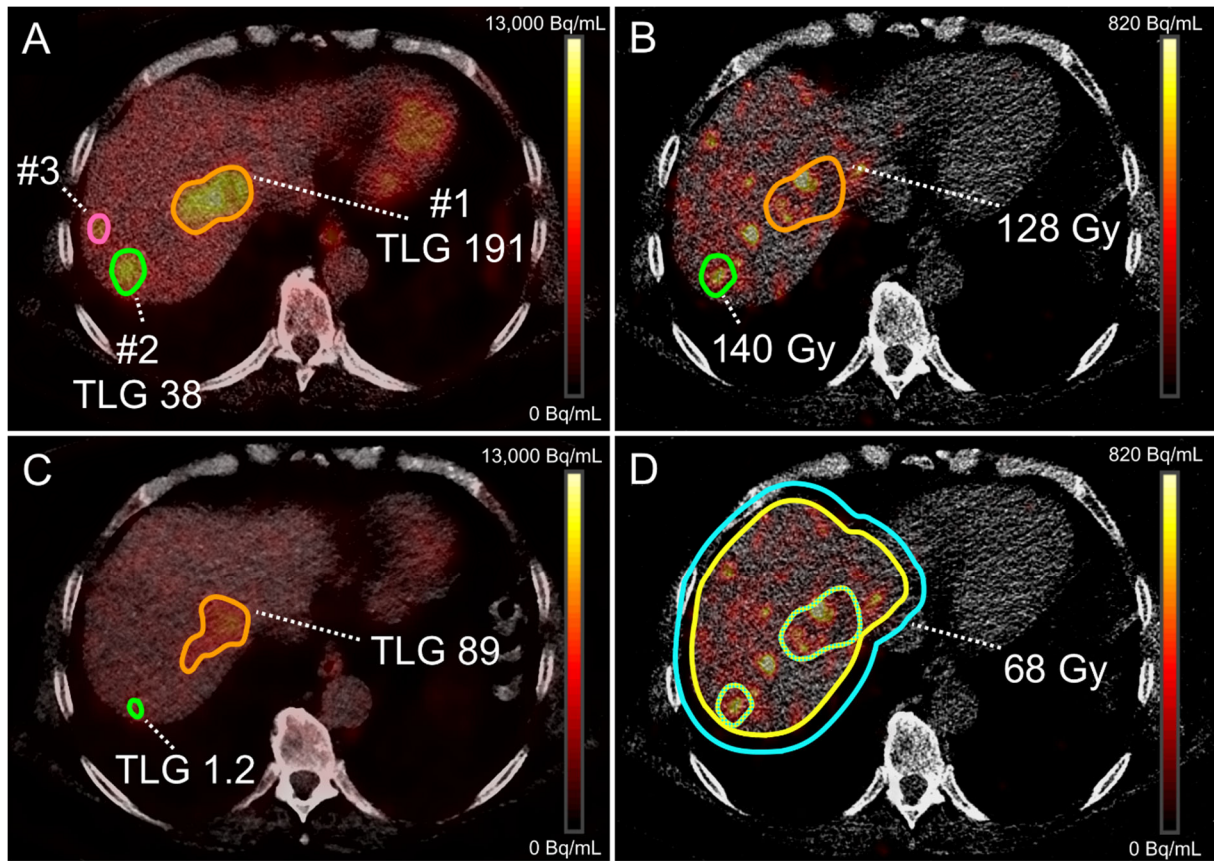 A
13,000 Bq/mL
#3
#1
TLG 191
#2
TLG 38
0 Bq/mL
B
820 Bq/mL
128 Gy
140 Gy
0 Bq/mL
C
13,000 Bq/mL
TLG 89
TLG 1.2
0 Bq/mL
D
820 Bq/mL
68 Gy
0 Bq/mL